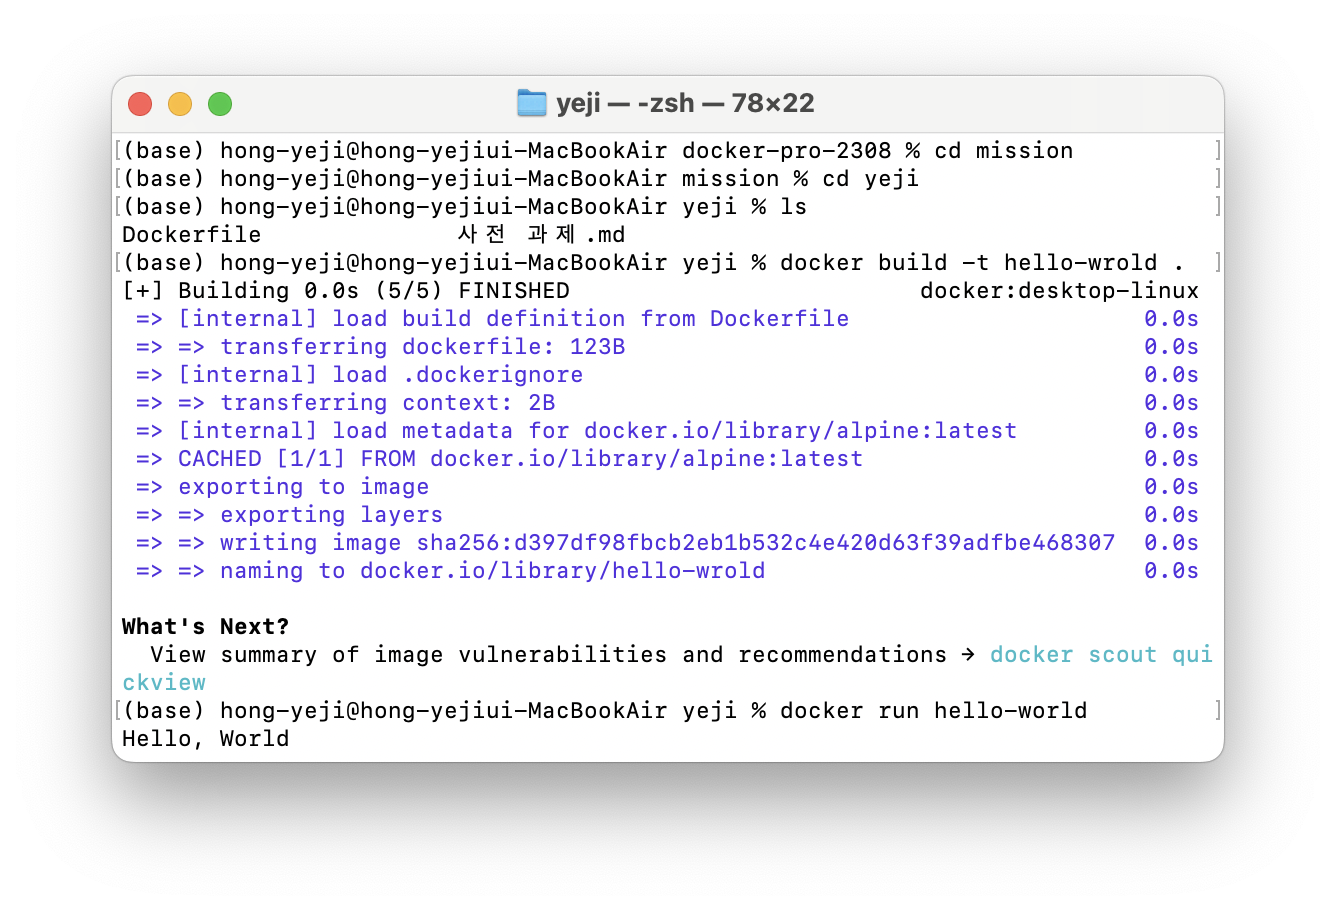 yeji — -zsh — 78×22
[(base) hong-yeji@hong-yejiui-MacBookAir docker-pro-2308 % cd mission ]
[(base) hong-yeji@hong-yejiui-MacBookAir mission % cd yeji ]
[(base) hong-yeji@hong-yejiui-MacBookAir yeji % ls ]
Dockerfile 사전 과제.md
[(base) hong-yeji@hong-yejiui-MacBookAir yeji % docker build -t hello-wrold . ]
[+] Building 0.0s (5/5) FINISHED docker:desktop-linux
=> [internal] load build definition from Dockerfile 0.0s
=> => transferring dockerfile: 123B 0.0s
=> [internal] load .dockerignore 0.0s
=> => transferring context: 2B 0.0s
=> [internal] load metadata for docker.io/library/alpine:latest 0.0s
=> CACHED [1/1] FROM docker.io/library/alpine:latest 0.0s
=> exporting to image 0.0s
=> => exporting layers 0.0s
=> => writing image sha256:d397df98fbcb2eb1b532c4e420d63f39adfbe468307 0.0s
=> => naming to docker.io/library/hello-wrold 0.0s
What's Next?
View summary of image vulnerabilities and recommendations → docker scout qui
ckview
[(base) hong-yeji@hong-yejiui-MacBookAir yeji % docker run hello-world ]
Hello, World